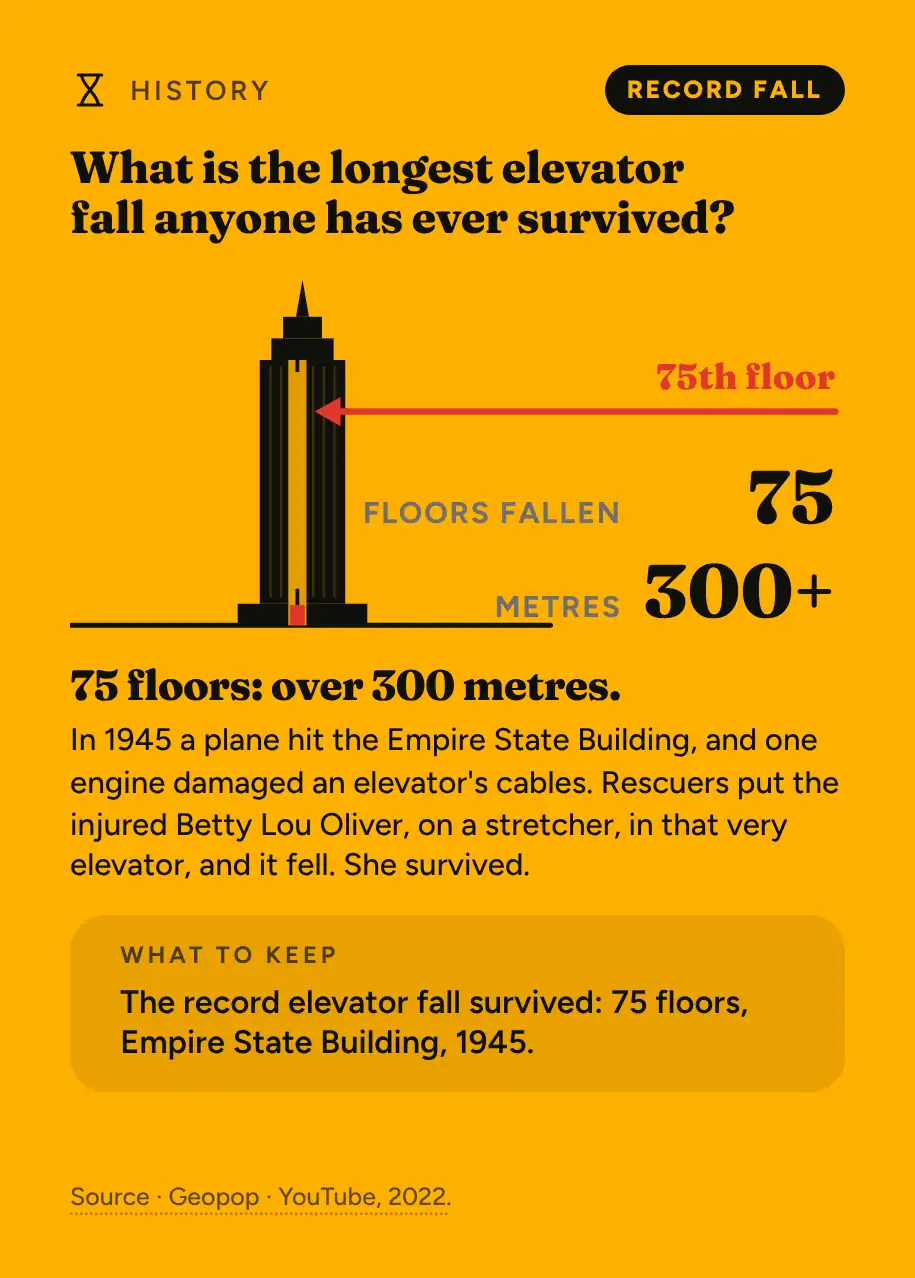 HISTORY
RECORD FALL
What is the longest elevator
fall anyone has ever survived?
75th floor
FLOORS FALLEN 75
METRES 300+
75 floors: over 300 metres.
In 1945 a plane hit the Empire State Building, and one
engine damaged an elevator's cables. Rescuers put the
injured Betty Lou Oliver, on a stretcher, in that very
elevator, and it fell. She survived.
WHAT TO KEEP
The record elevator fall survived: 75 floors,
Empire State Building, 1945.
Source · Geopop · YouTube, 2022.